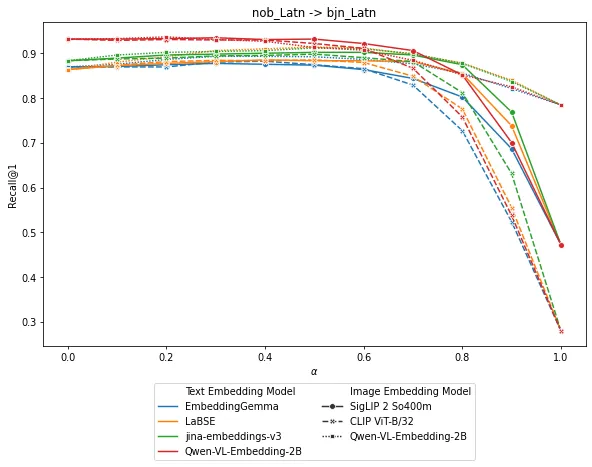 nob_Latn -> bjn_Latn
Recall@1
0.9
0.8
0.7
0.6
0.5
0.4
0.3
0.0
0.2
0.4
0.6
0.8
1.0
α
Text Embedding Model
EmbeddingGemma
LaBSE
jina-embeddings-v3
Qwen-VL-Embedding-2B
Image Embedding Model
SigLIP 2 So400m
CLIP ViT-B/32
Qwen-VL-Embedding-2B